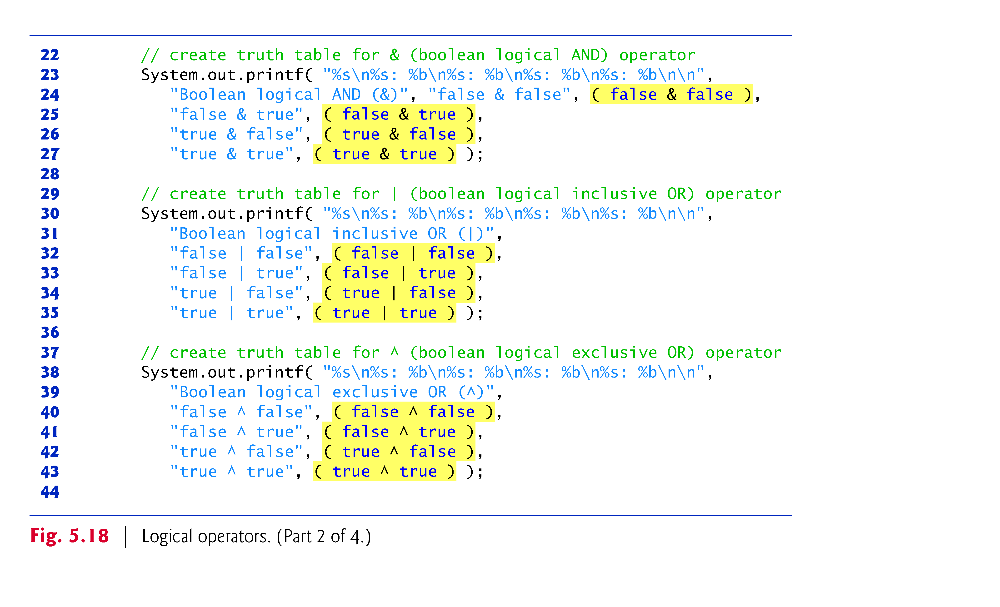 22 // create truth table for & (boolean logical AND) operator
23 System.out.printf( "%s\n%s: %b\n%s: %b\n%s: %b\n%s: %b\n\n",
24 "Boolean logical AND (&)", "false & false", ( false & false ),
25 "false & true", ( false & true ),
26 "true & false", ( true & false ),
27 "true & true", ( true & true ) );
28
29 // create truth table for | (boolean logical inclusive OR) operator
30 System.out.printf( "%s\n%s: %b\n%s: %b\n%s: %b\n%s: %b\n\n",
31 "Boolean logical inclusive OR (|)",
32 "false | false", ( false | false ),
33 "false | true", ( false | true ),
34 "true | false", ( true | false ),
35 "true | true", ( true | true ) );
36
37 // create truth table for ^ (boolean logical exclusive OR) operator
38 System.out.printf( "%s\n%s: %b\n%s: %b\n%s: %b\n%s: %b\n\n",
39 "Boolean logical exclusive OR (^)",
40 "false ^ false", ( false ^ false ),
41 "false ^ true", ( false ^ true ),
42 "true ^ false", ( true ^ false ),
43 "true ^ true", ( true ^ true ) );
44
Fig. 5.18 | Logical operators. (Part 2 of 4.)